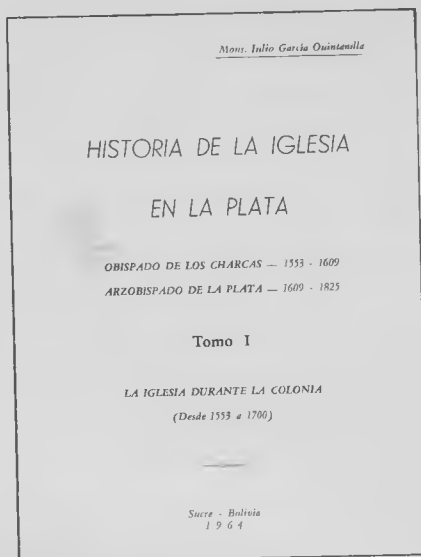 Mons. Julio García Quintanilla
HISTORIA DE LA IGLESIA
EN LA PLATA
OBISPADO DE LOS CHARCAS — 1553 - 1609
ARZOBISPADO DE LA PLATA — 1609 - 1825
Tomo I
LA IGLESIA DURANTE LA COLONIA
(Desde 1553 a 1700)
Sucre - Bolivia
1964